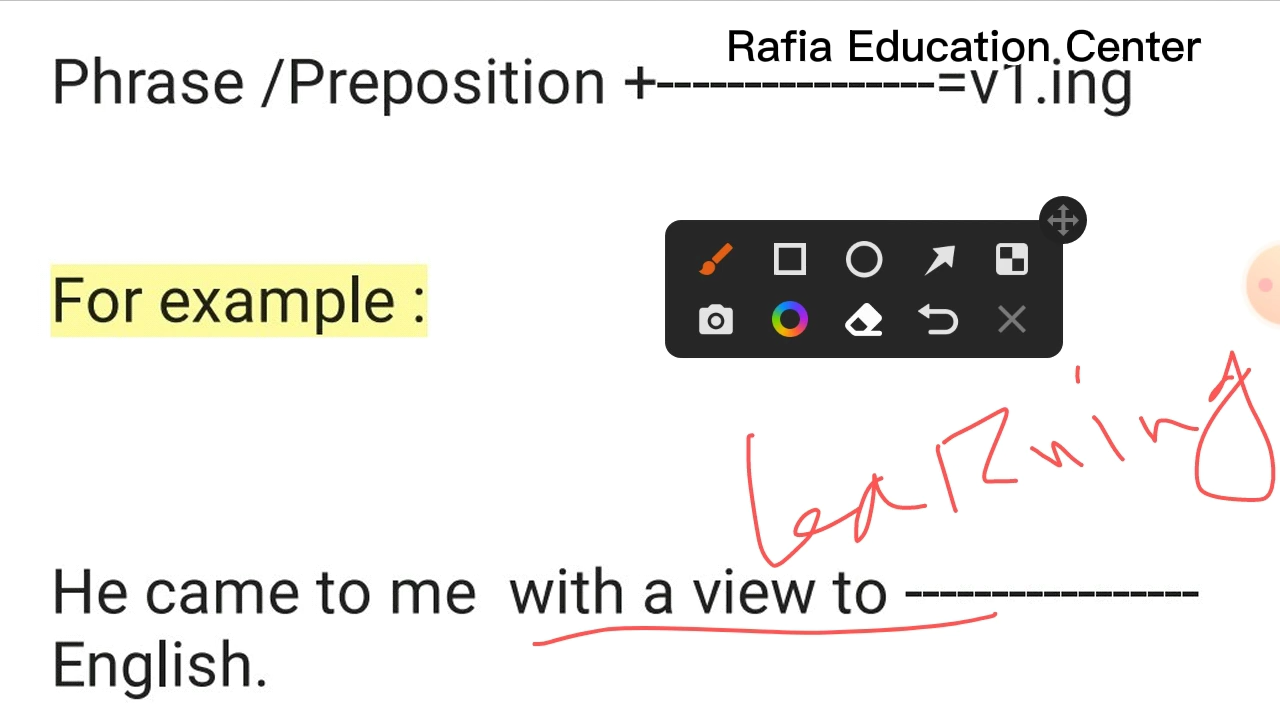 Rafia Education Center
Phrase /Preposition +----------------=v1.ing
For example :
learning
He came to me with a view to ----------------
English.